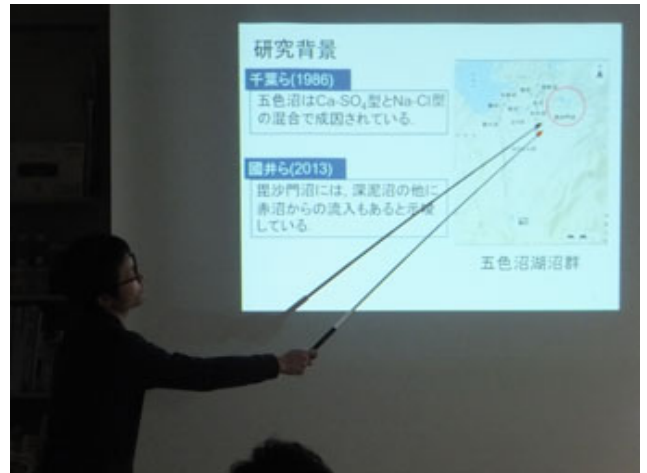 研究背景
千葉ら(1986)
五色沼はCa-SO₄型とNa-Cl型
の混合で成因されている.
國井ら(2013)
毘沙門沼には、深泥沼の他に
赤沼からの流入もあると示唆
している
五色沼湖沼群